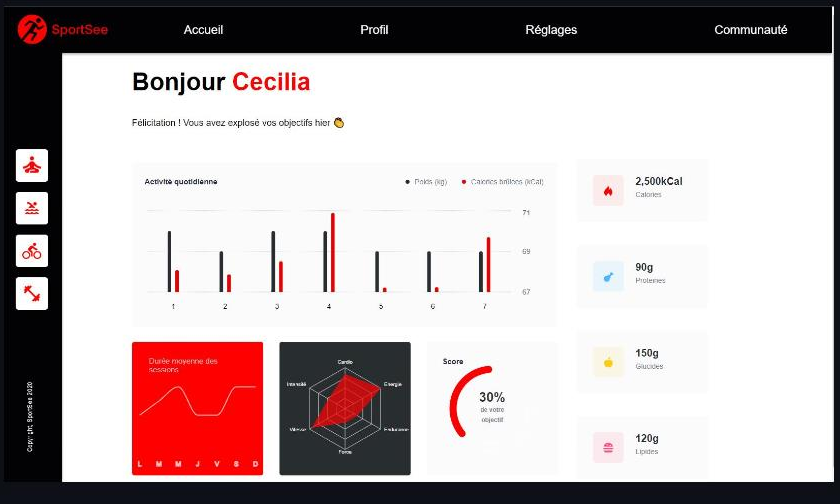 SportSee
Accueil
Profil
Réglages
Communauté
Bonjour Cecilia
Félicitation ! Vous avez explosé vos objectifs hier 👏
Activité quotidienne
Poids (kg)
Calories brûlées (kCal)
71
69
67
1 2 3 4 5 6 7
2,500kCal
Calories
90g
Proteines
150g
Glucides
120g
Lipides
Durée moyenne des
sessions
L M M J V S D
Cardio
Energie
Endurance
Force
Vitesse
Intensité
Score
30%
de votre
objectif
Copyright, SportSee 2020